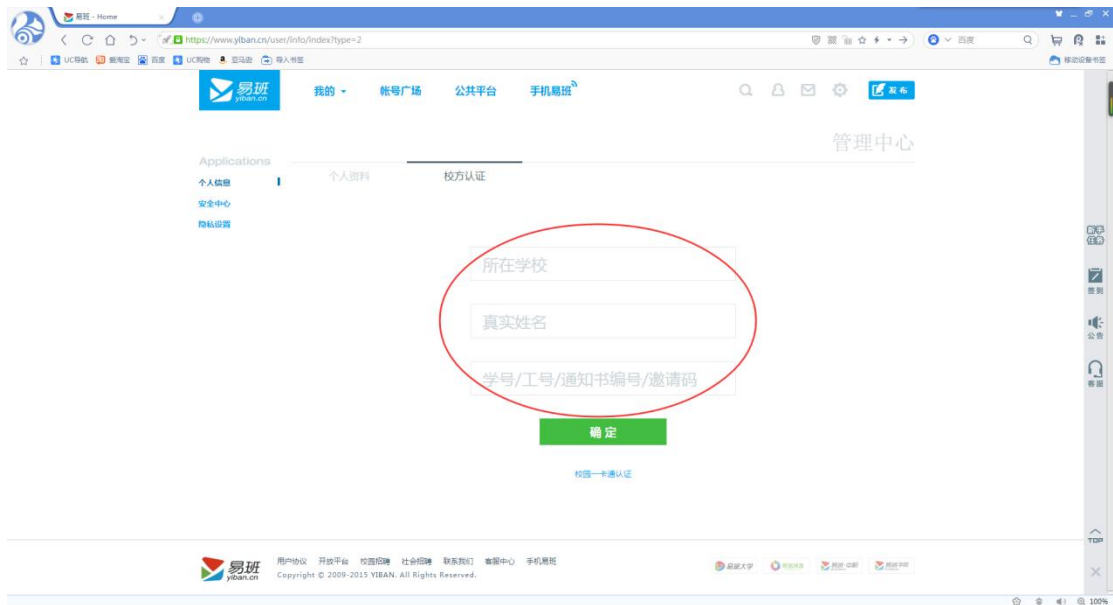 易班 - Home
https://www.yiban.cn/user/info/index?type=2
百度
UC导航 爱淘宝 百度 UC购物 亚马逊 导入书签
移动设备书签
易班
yiban.cn
我的 帐号广场 公共平台 手机易班
发布
管理中心
Applications
个人资料 校方认证
个人信息
安全中心
隐私设置
所在学校
真实姓名
学号/工号/通知书编号/邀请码
确定
校园一卡通认证
新手
任务
签到
公告
客服
TOP
易班
yiban.cn
用户协议 开放平台 校园招聘 社会招聘 联系我们 客服中心 手机易班
Copyright © 2009-2015 YIBAN. All Rights Reserved.
易班大学
100%